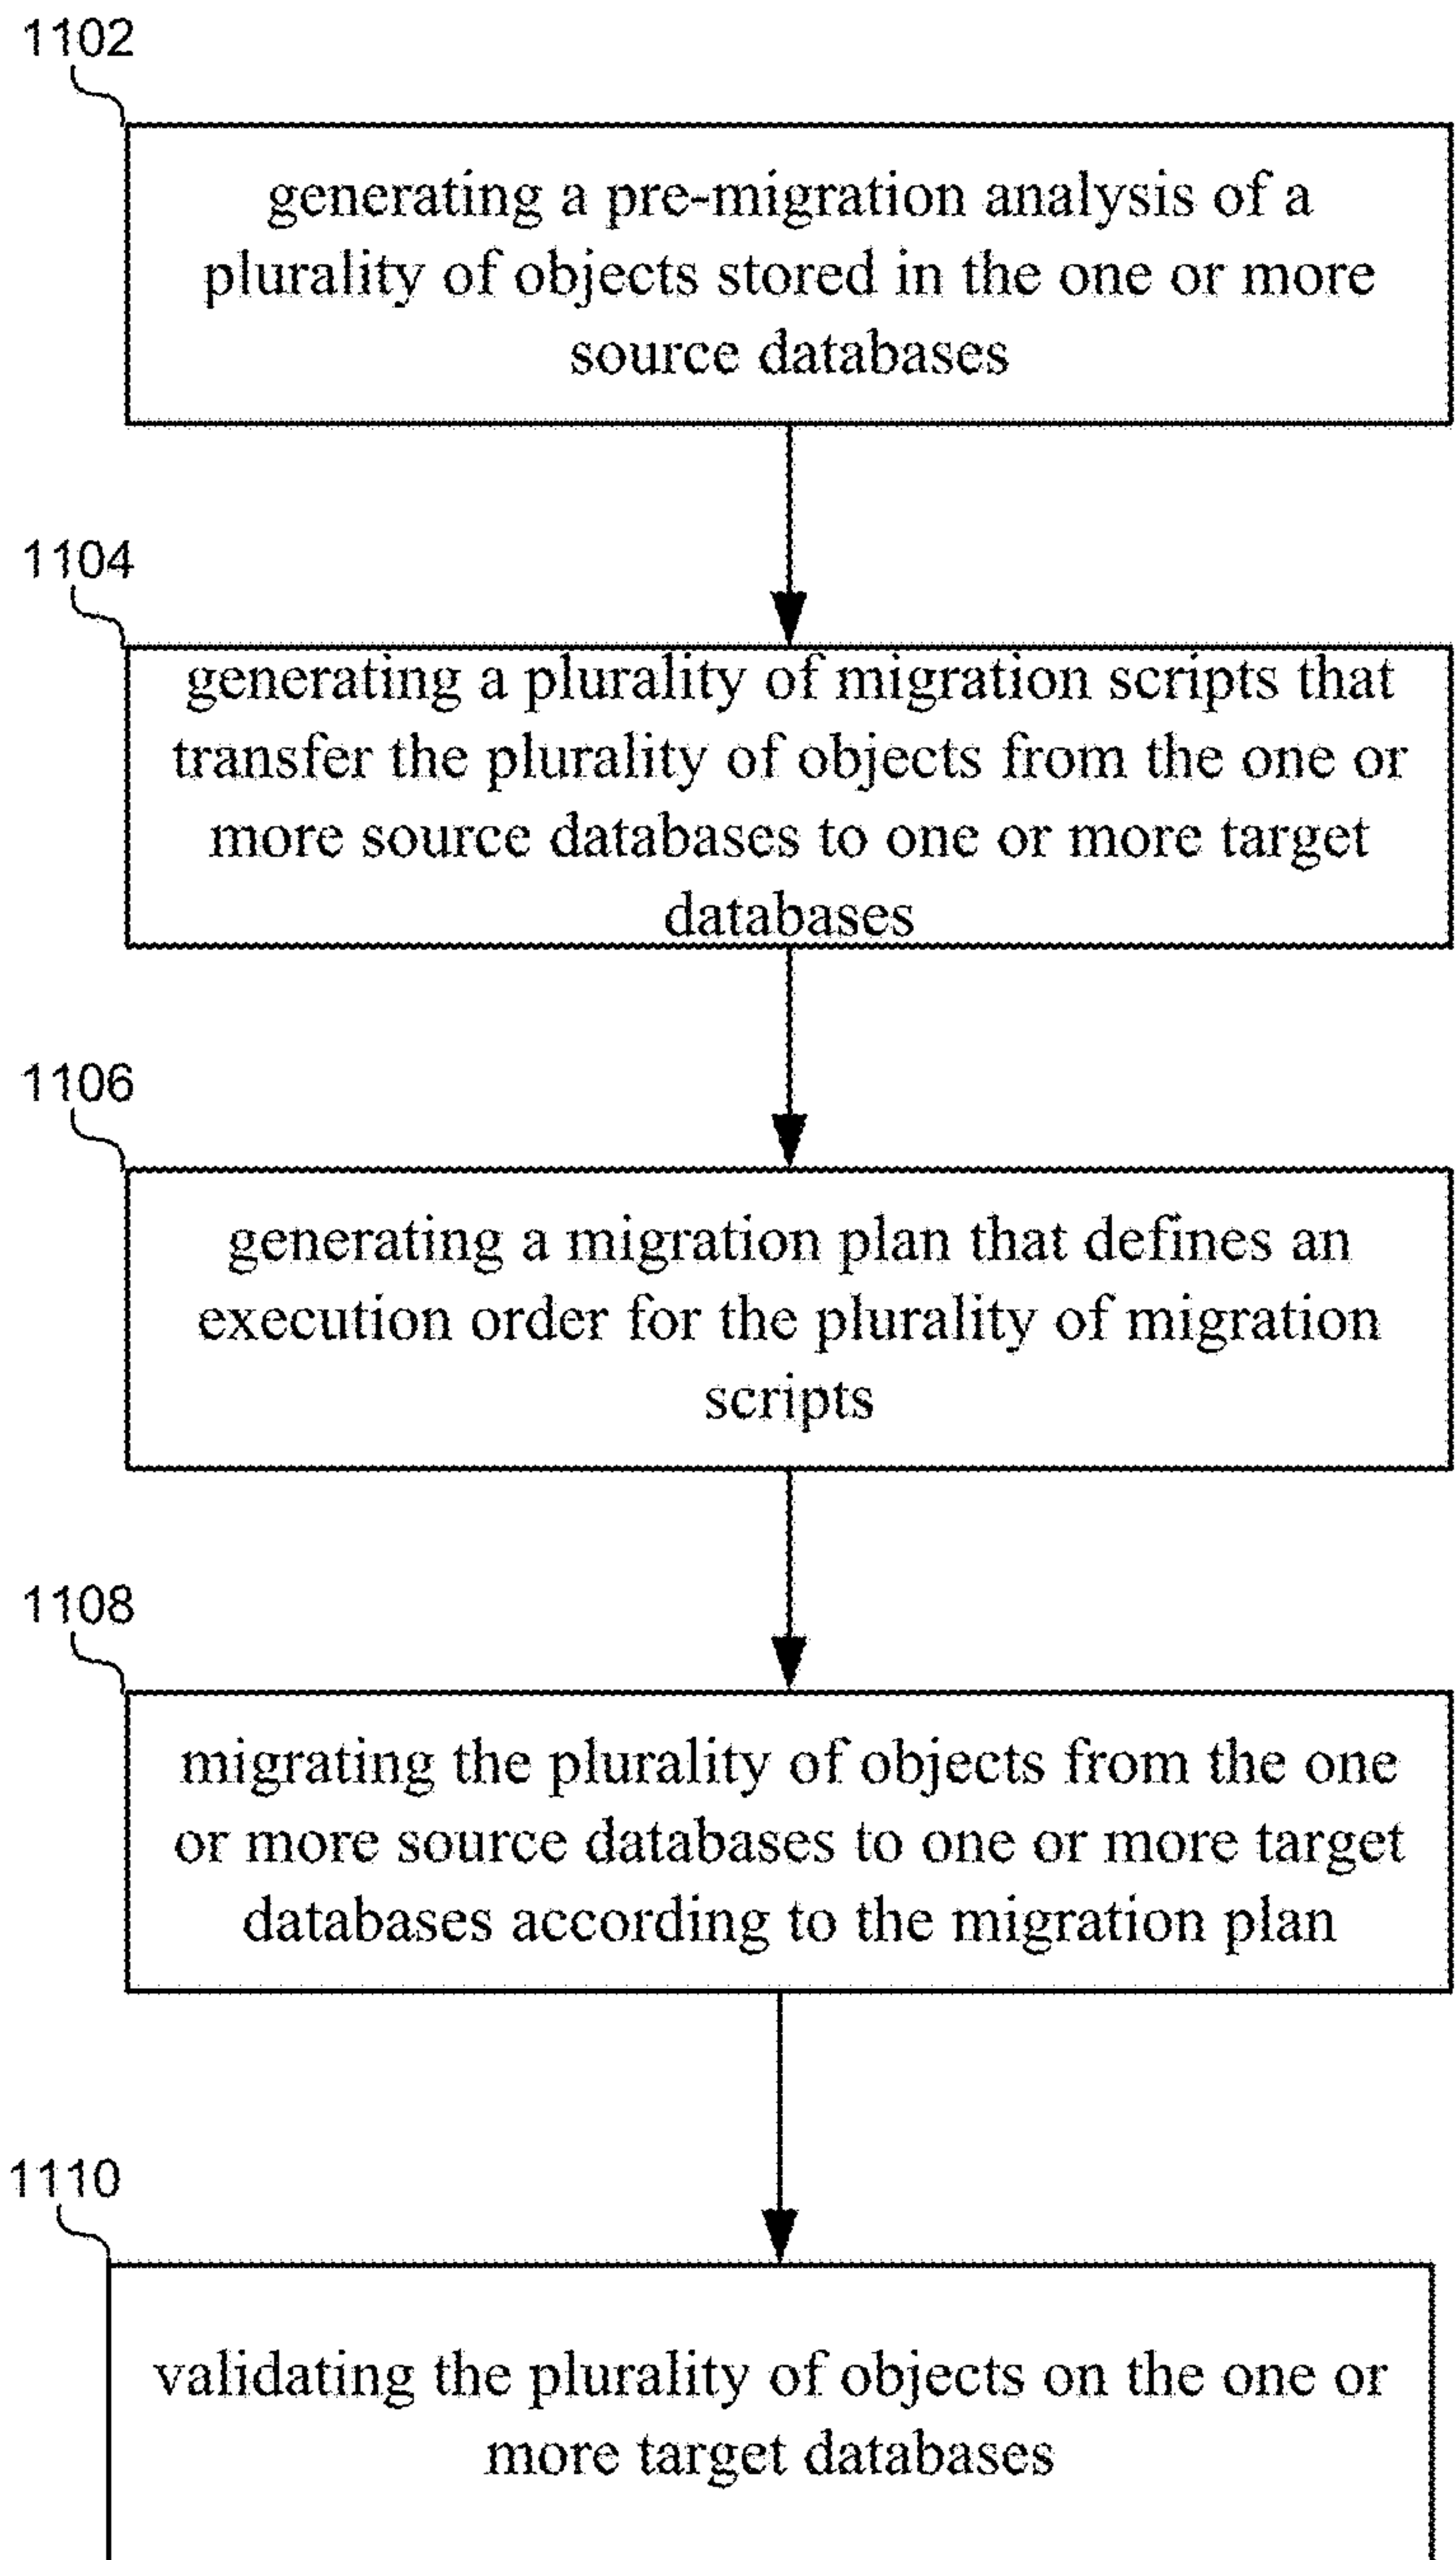 1102
generating a pre-migration analysis of a
plurality of objects stored in the one or more
source databases
1104
generating a plurality of migration scripts that
transfer the plurality of objects from the one or
more source databases to one or more target
databases
1106
generating a migration plan that defines an
execution order for the plurality of migration
scripts
1108
migrating the plurality of objects from the one
or more source databases to one or more target
databases according to the migration plan
1110
validating the plurality of objects on the one or
more target databases